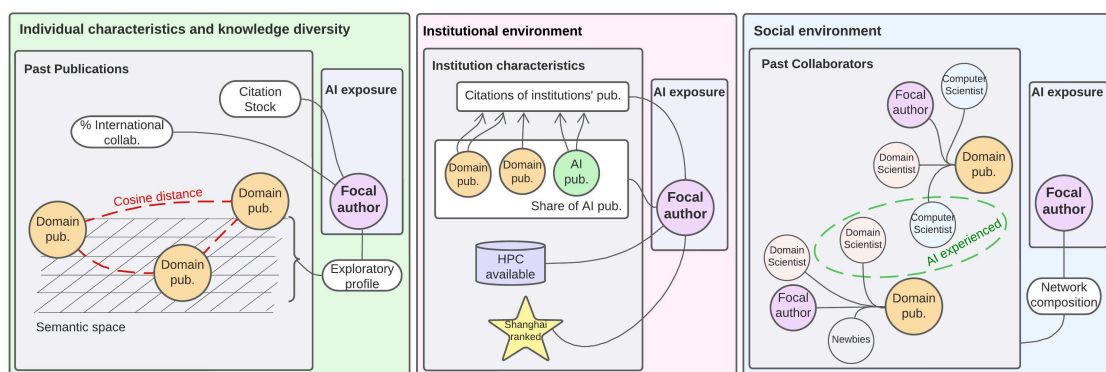 Individual characteristics and knowledge diversity
Past Publications
AI exposure
Citation
Stock
% International
collab.
Focal
author
Cosine distance
Domain
pub.
Domain
pub.
Domain
pub.
Exploratory
profile
Semantic space
Institutional environment
Institution characteristics
AI exposure
Citations of institutions' pub.
Domain
pub.
Domain
pub.
AI
pub.
Share of AI pub.
Focal
author
HPC
available
Shanghai
ranked
Social environment
Past Collaborators
AI exposure
Computer
Scientist
Focal
author
Domain
Scientist
Domain
pub.
Focal
author
Computer
Scientist
Domain
Scientist
AI experienced
Domain
Scientist
Focal
author
Domain
pub.
Newbies
Network
composition